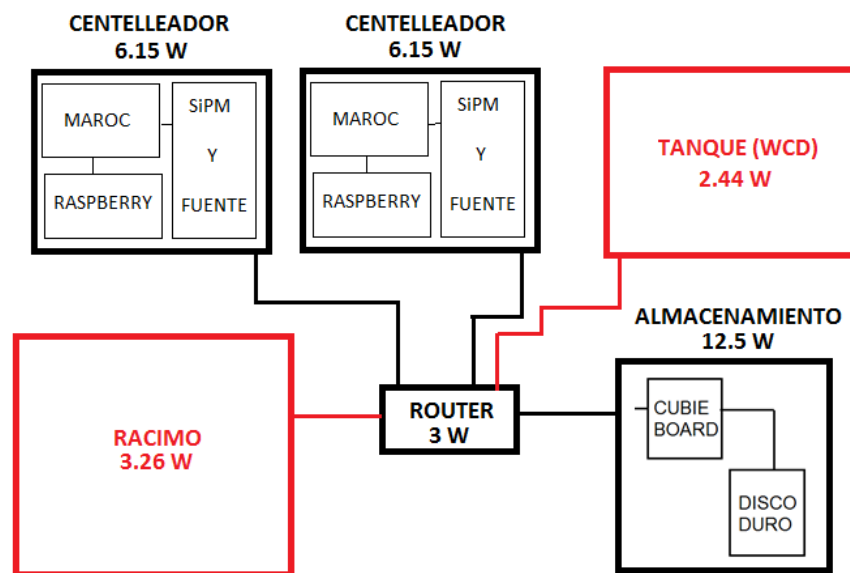 CENTELLEADOR
6.15 W
MAROC
RASPBERRY
SiPM
Y
FUENTE
CENTELLEADOR
6.15 W
MAROC
RASPBERRY
SiPM
Y
FUENTE
TANQUE (WCD)
2.44 W
RACIMO
3.26 W
ROUTER
3 W
ALMACENAMIENTO
12.5 W
CUBIE
BOARD
DISCO
DURO